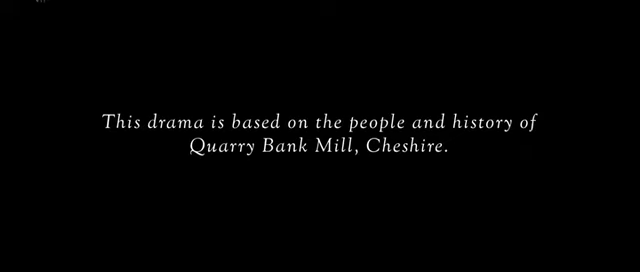 This drama is based on the people and history of
Quarry Bank Mill, Cheshire.